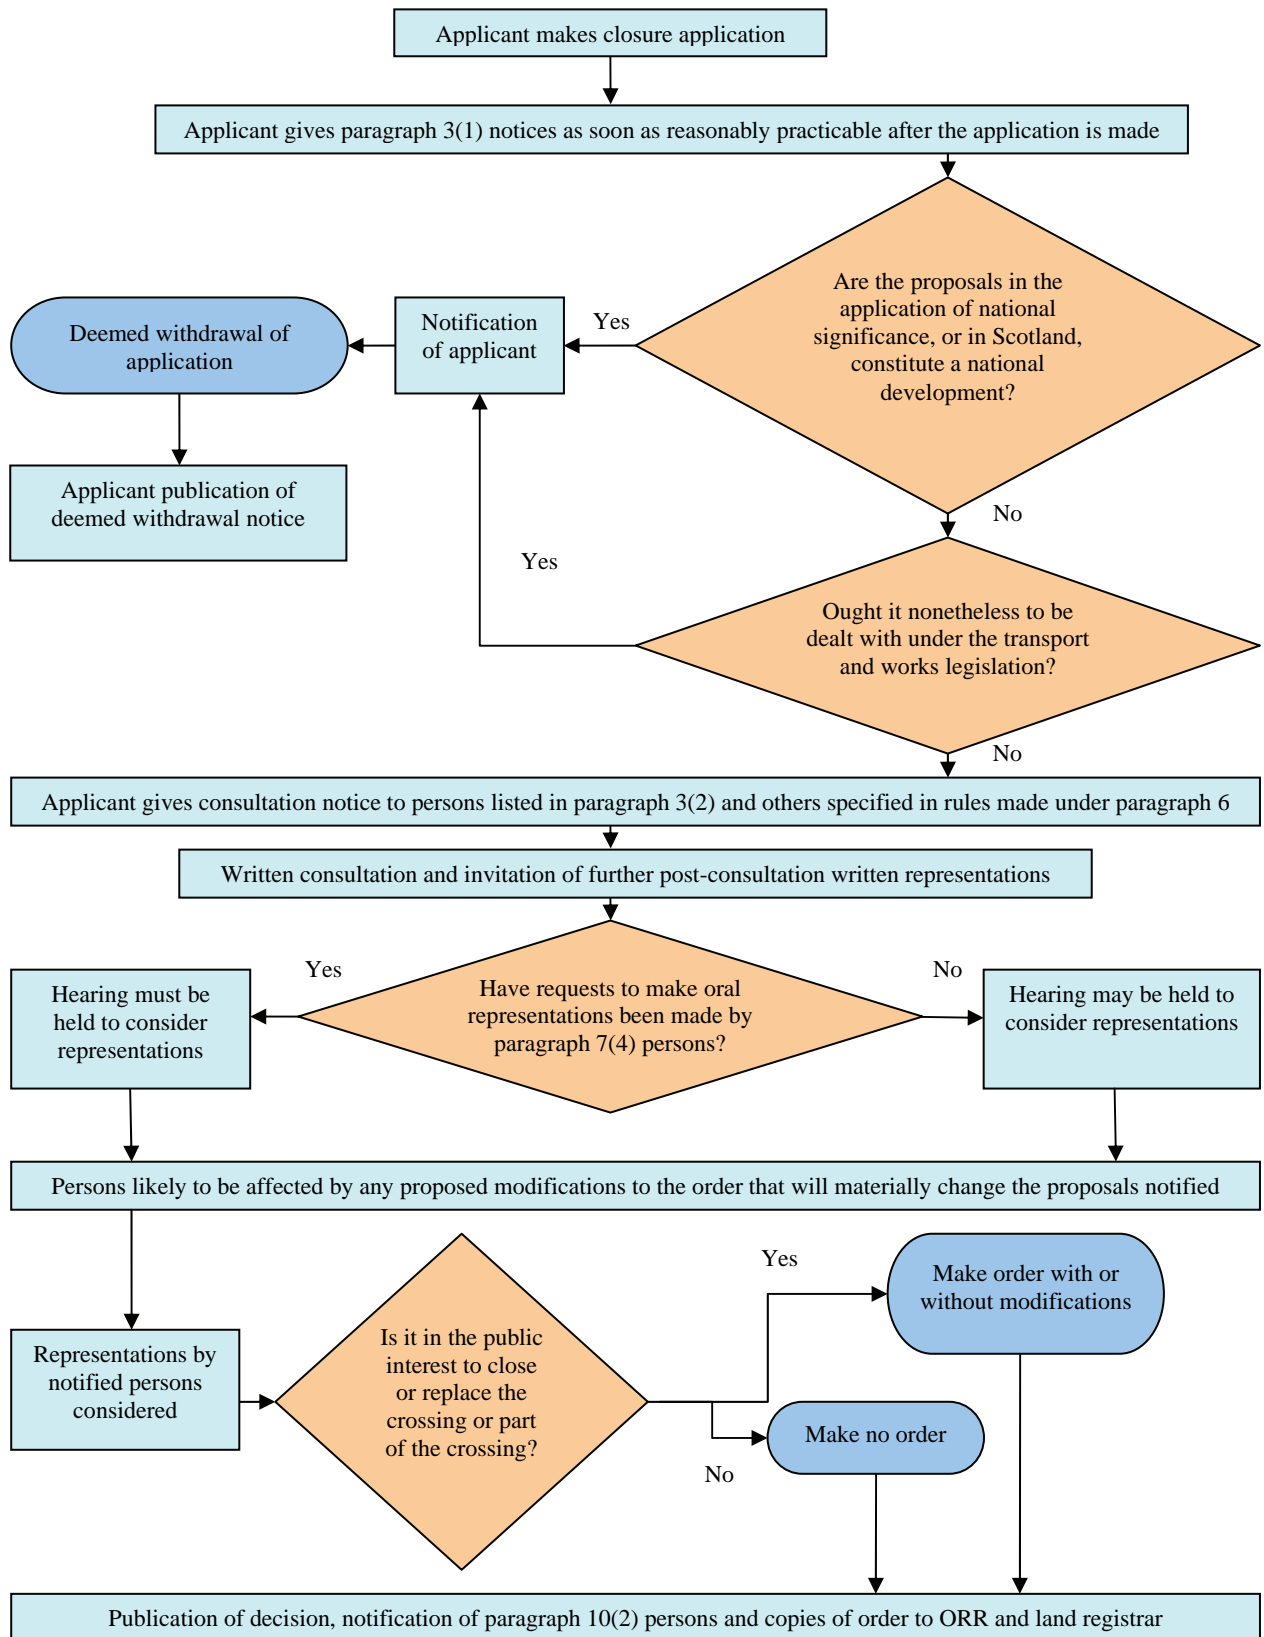 Applicant makes closure application
Applicant gives paragraph 3(1) notices as soon as reasonably practicable after the application is made
Are the proposals in the
application of national
significance, or in Scotland,
constitute a national
development?
Yes
Notification
of applicant
Deemed withdrawal of
application
Applicant publication of
deemed withdrawal notice
No
Yes
Ought it nonetheless to be
dealt with under the transport
and works legislation?
No
Applicant gives consultation notice to persons listed in paragraph 3(2) and others specified in rules made under paragraph 6
Written consultation and invitation of further post-consultation written representations
Have requests to make oral
representations been made by
paragraph 7(4) persons?
Yes
Hearing must be
held to consider
representations
No
Hearing may be held to
consider representations
Persons likely to be affected by any proposed modifications to the order that will materially change the proposals notified
Representations by
notified persons
considered
Is it in the public
interest to close
or replace the
crossing or part
of the crossing?
Yes
Make order with or
without modifications
No
Make no order
Publication of decision, notification of paragraph 10(2) persons and copies of order to ORR and land registrar